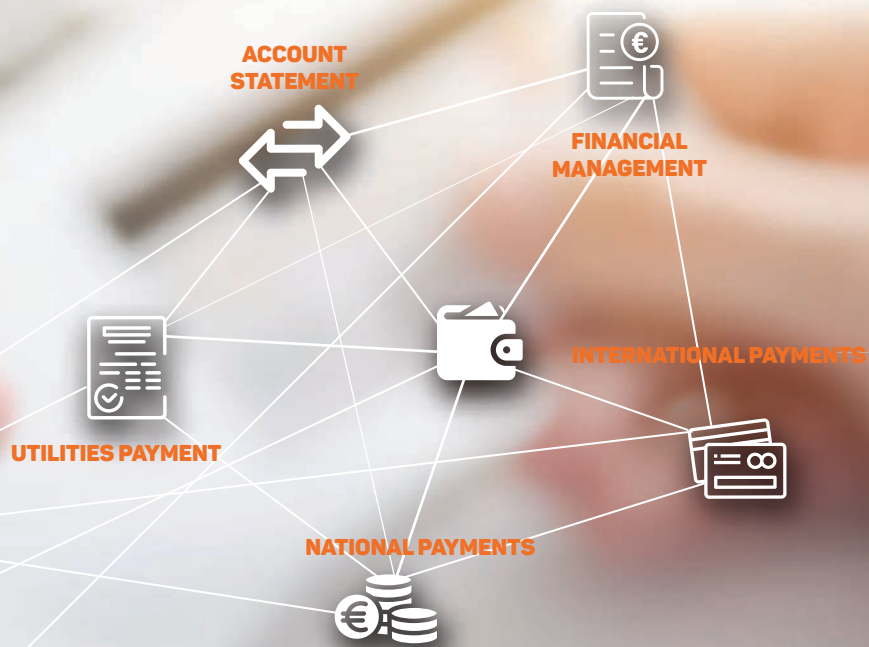 ACCOUNT
STATEMENT
FINANCIAL
MANAGEMENT
INTERNATIONAL PAYMENTS
UTILITIES PAYMENT
NATIONAL PAYMENTS